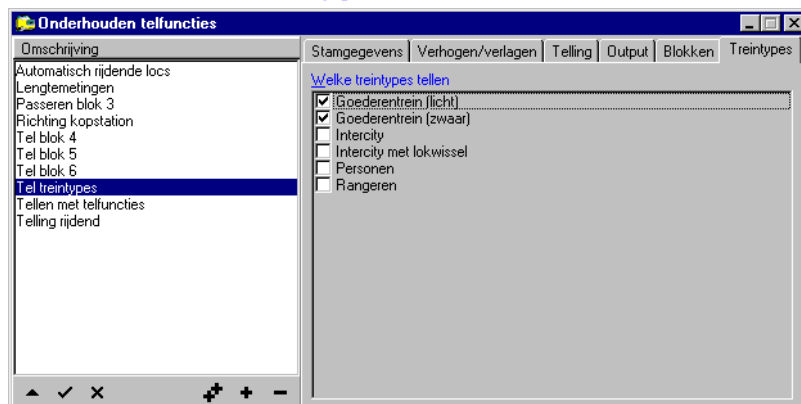 Onderhouden telfuncties
Omschrijving
Automatisch rijdende locs
Lengtemetingen
Passeren blok 3
Richting kopstation
Tel blok 4
Tel blok 5
Tel blok 6
Tel treintypes
Tellen met telfuncties
Telling rijdend
Stamgegevens Verhogen/verlagen Telling Output Blokken Treintypes
Welke treintypes tellen
Goederentrein (licht)
Goederentrein (zwaar)
Intercity
Intercity met lokwissel
Personen
Rangeren